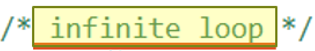 /* infinite loop */